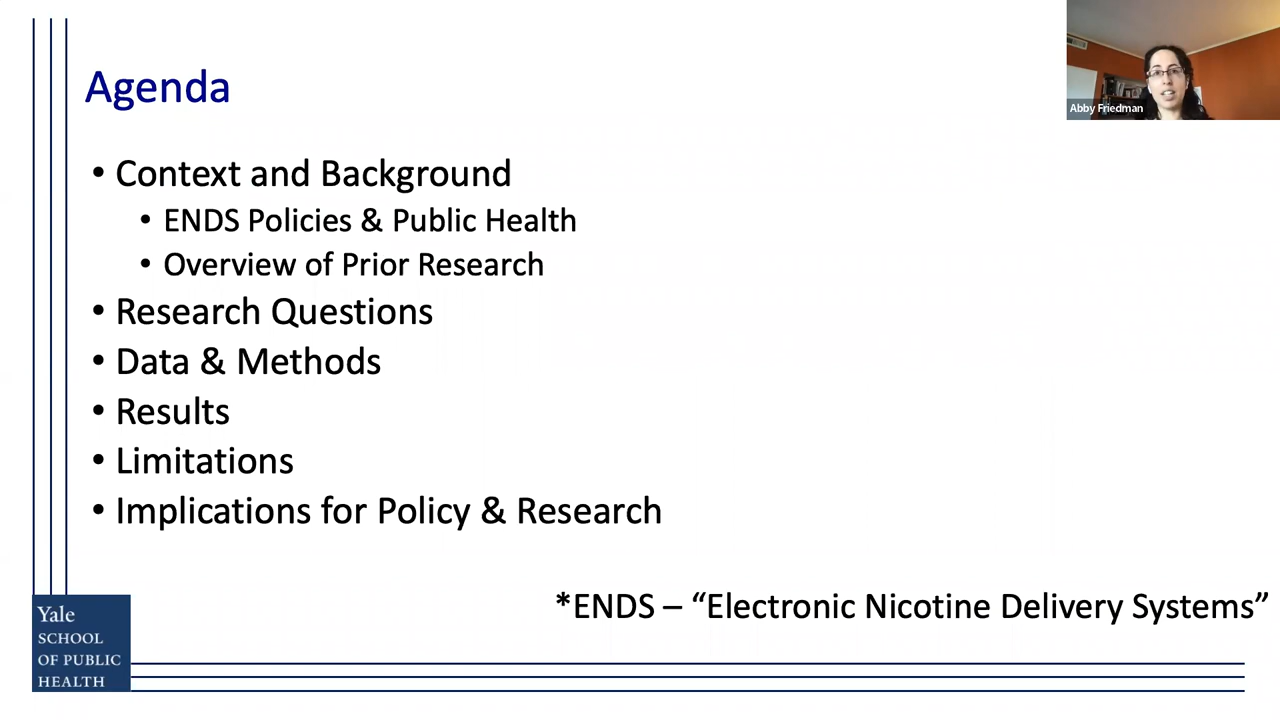 Agenda
Abby Friedman
• Context and Background
• ENDS Policies & Public Health
• Overview of Prior Research
• Research Questions
• Data & Methods
• Results
• Limitations
• Implications for Policy & Research
*ENDS – “Electronic Nicotine Delivery Systems”
Yale
SCHOOL
OF PUBLIC
HEALTH